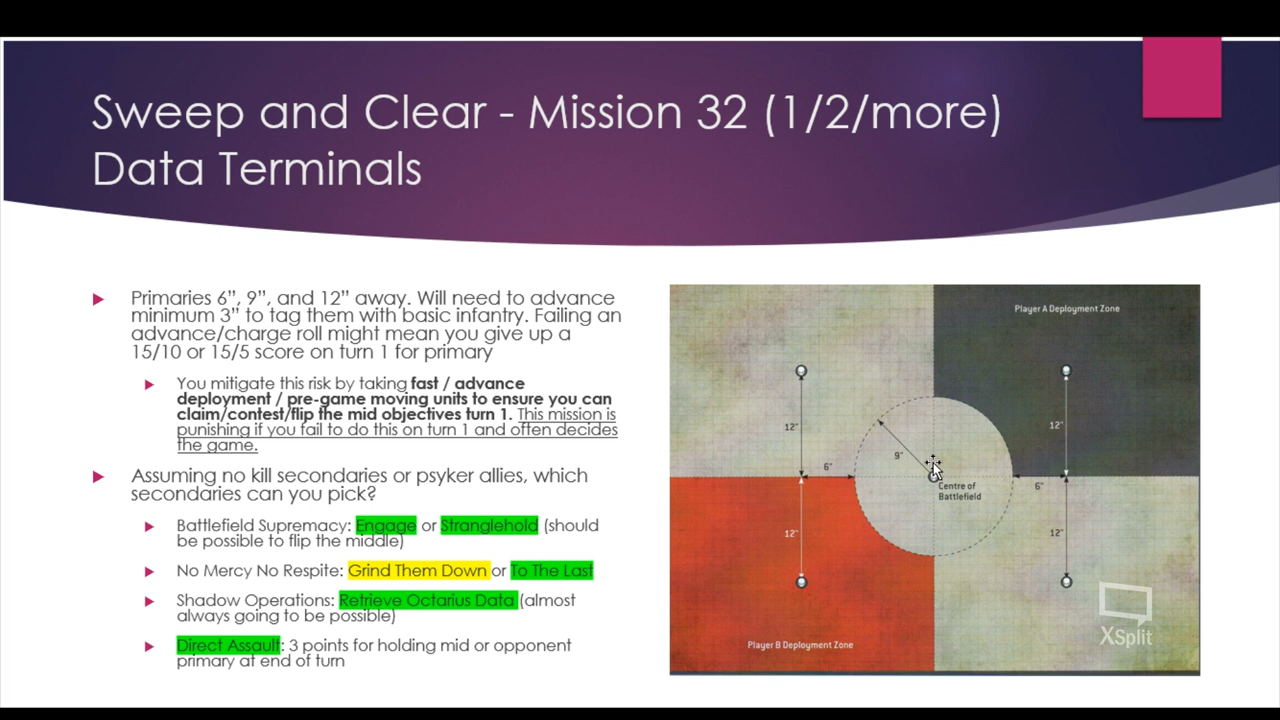 Sweep and Clear - Mission 32 (1/2/more)
Data Terminals
Primaries 6”, 9”, and 12” away. Will need to advance
minimum 3” to tag them with basic infantry. Failing an
advance/charge roll might mean you give up a
15/10 or 15/5 score on turn 1 for primary
You mitigate this risk by taking fast / advance
deployment / pre-game moving units to ensure you can
claim/contest/flip the mid objectives turn 1. This mission is
punishing if you fail to do this on turn 1 and often decides
the game.
Assuming no kill secondaries or psyker allies, which
secondaries can you pick?
Battlefield Supremacy: Engage or Stranglehold (should
be possible to flip the middle)
No Mercy No Respite: Grind Them Down or To The Last
Shadow Operations: Retrieve Octarius Data (almost
always going to be possible)
Direct Assault: 3 points for holding mid or opponent
primary at end of turn
Player A Deployment Zone
12”
12”
9”
6”
6”
Centre of
Battlefield
12”
12”
Player B Deployment Zone
XSplit